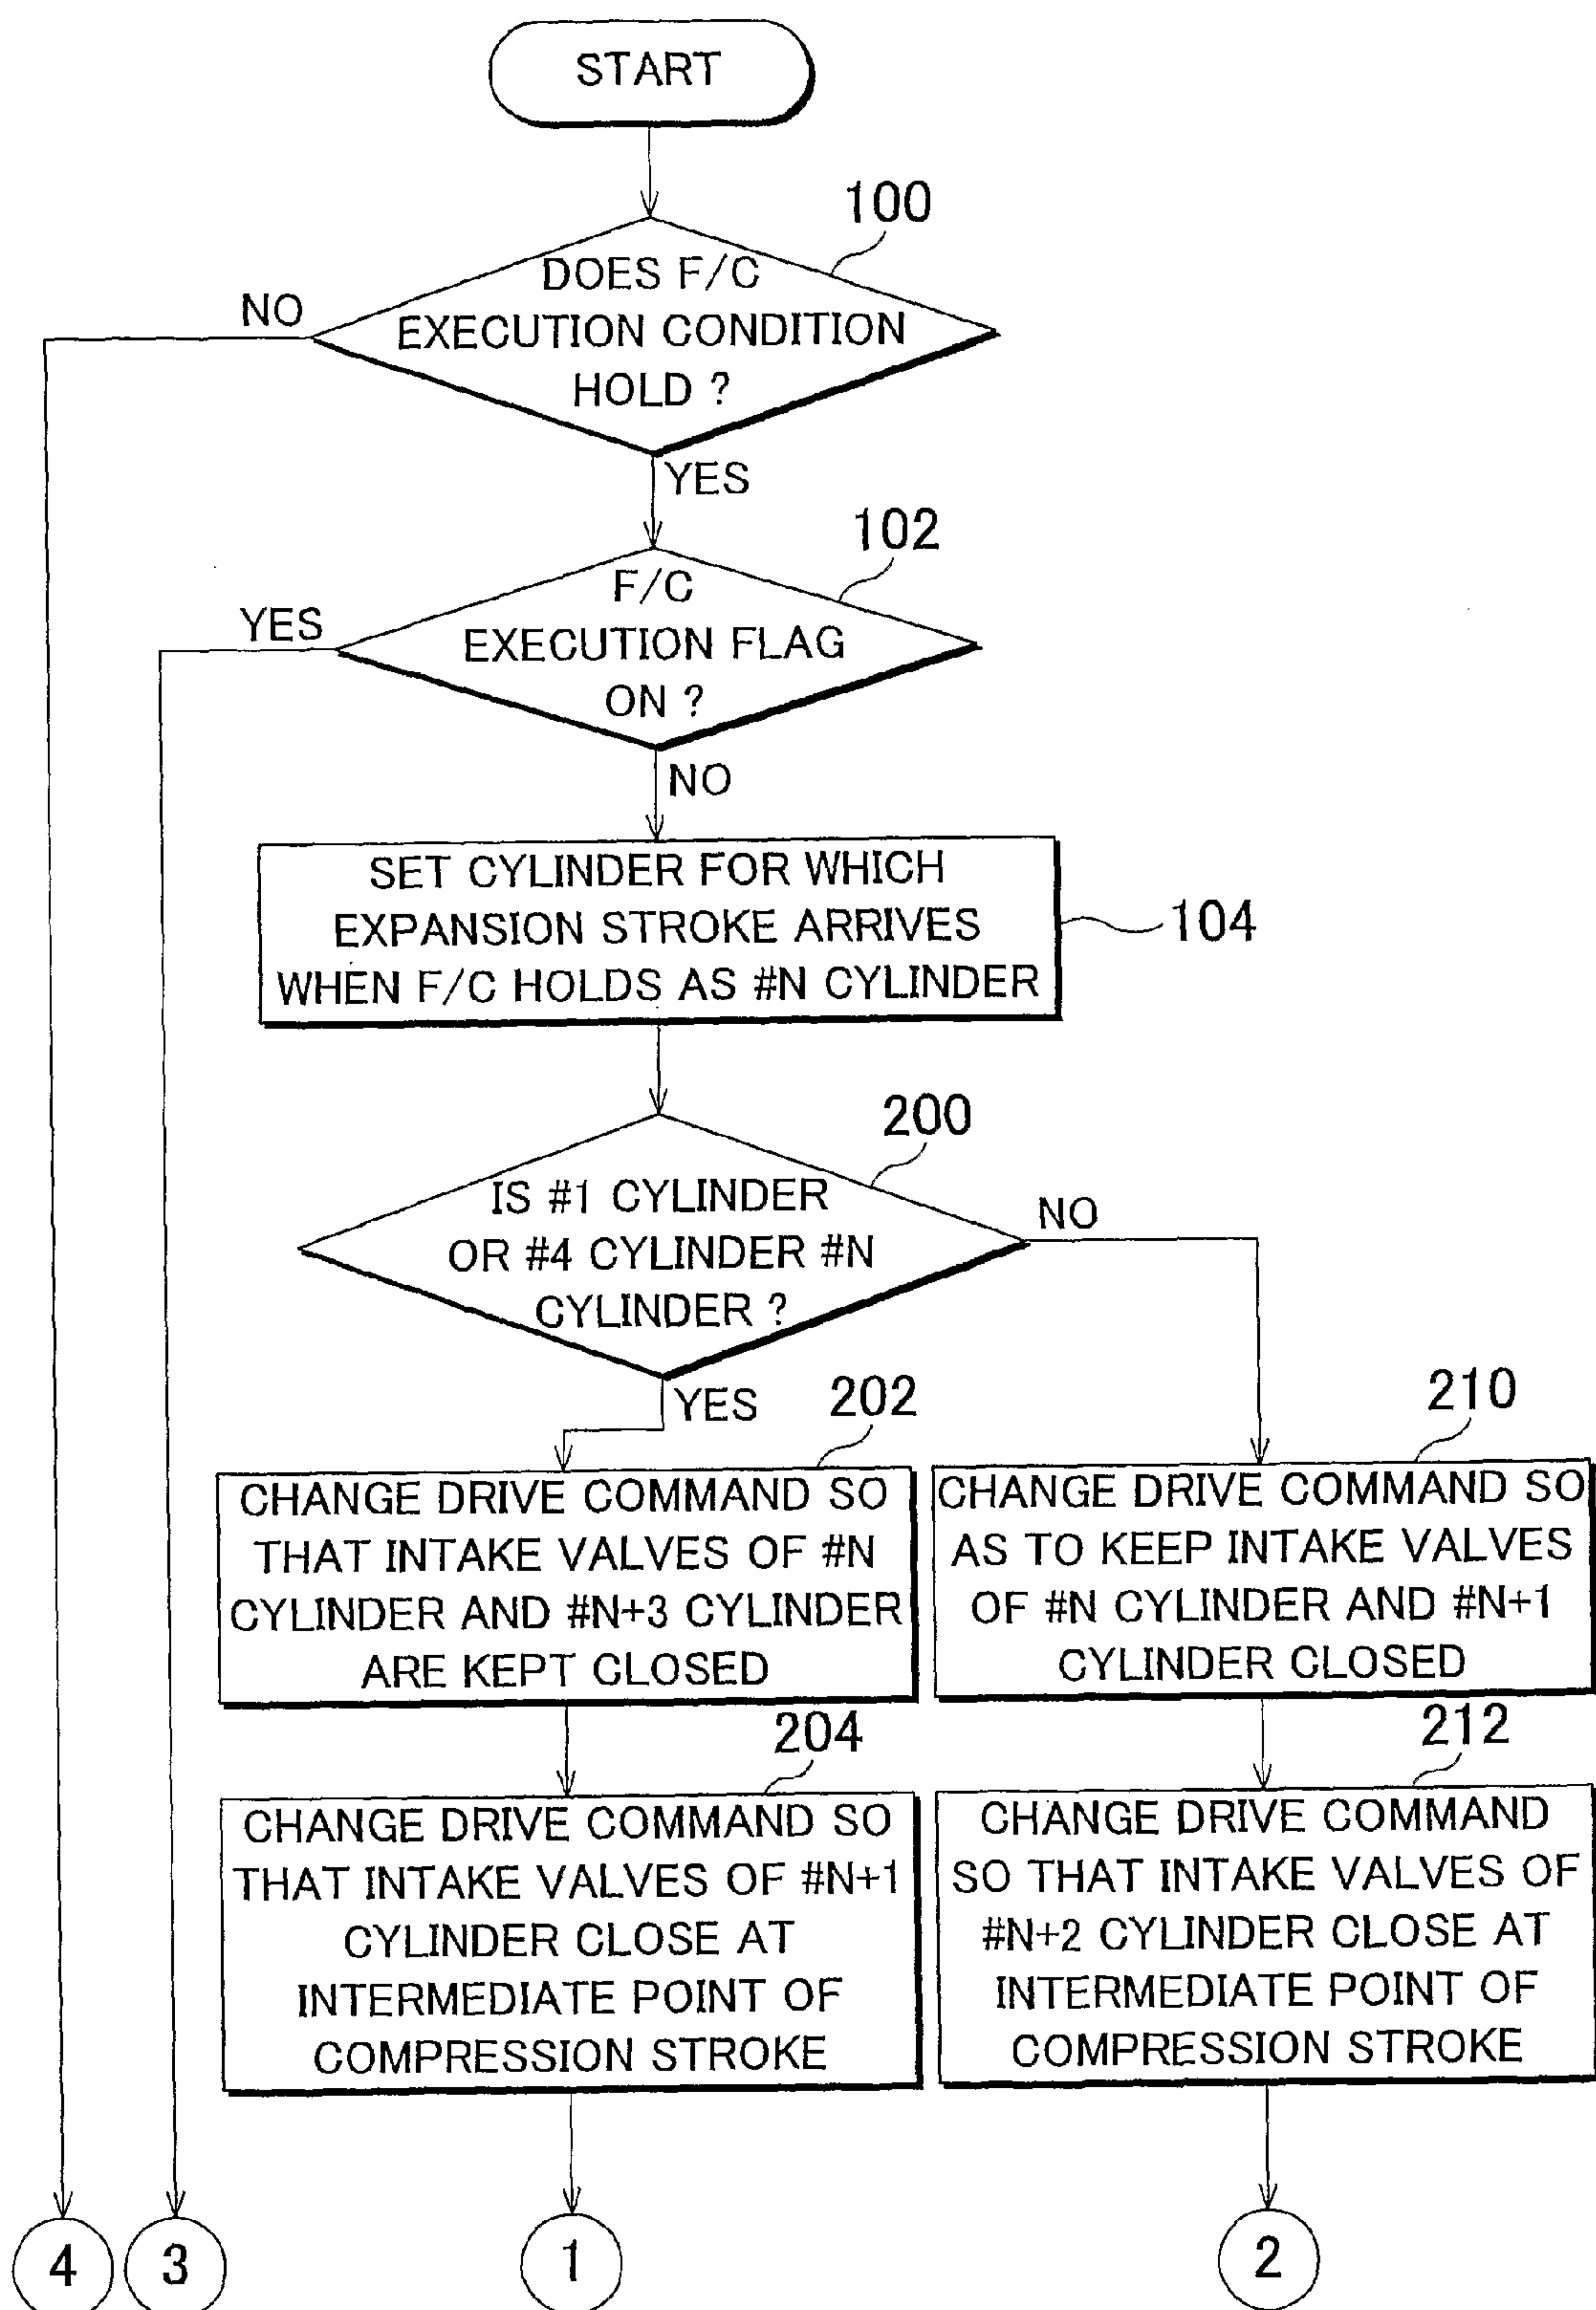 START
100
DOES F/C
EXECUTION CONDITION
HOLD ?
NO
YES
102
F/C
EXECUTION FLAG
ON ?
YES
NO
SET CYLINDER FOR WHICH
EXPANSION STROKE ARRIVES
WHEN F/C HOLDS AS #N CYLINDER
104
200
IS #1 CYLINDER
OR #4 CYLINDER #N
CYLINDER ?
NO
YES
202
CHANGE DRIVE COMMAND SO
THAT INTAKE VALVES OF #N
CYLINDER AND #N+3 CYLINDER
ARE KEPT CLOSED
210
CHANGE DRIVE COMMAND SO
AS TO KEEP INTAKE VALVES
OF #N CYLINDER AND #N+1
CYLINDER CLOSED
204
CHANGE DRIVE COMMAND SO
THAT INTAKE VALVES OF #N+1
CYLINDER CLOSE AT
INTERMEDIATE POINT OF
COMPRESSION STROKE
212
CHANGE DRIVE COMMAND
SO THAT INTAKE VALVES OF
#N+2 CYLINDER CLOSE AT
INTERMEDIATE POINT OF
COMPRESSION STROKE
4
3
1
2